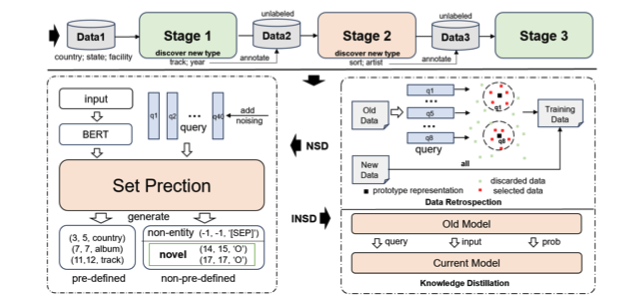 unlabeled
unlabeled
Data1
Stage 1
Data2
Stage 2
Data3
Stage 3
discover new type
discover new type
country; state; facility
track; year
annotate
sort; artist
annotate
input
BERT
q1
q2
...
q40
add
noising
query
Set Prection
generate
(3, 5, country)
(7, 7, album)
(11,12, track)
non-entity (-1, -1, '[SEP]')
novel
(14, 15, 'O')
(17, 17, 'O')
pre-defined
non-pre-defined
NSD
INSD
Old
Data
q1
...
q5
...
q8
query
q1
q8
Training
Data
New
Data
all
discarded data
prototype representation
selected data
Data Retrospection
Old Model
query
input
prob
Current Model
Knowledge Distillation